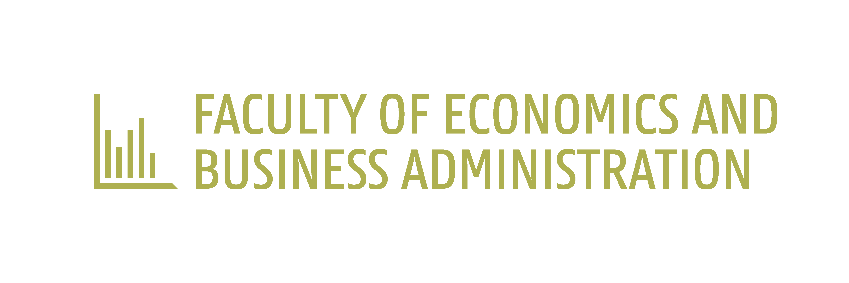 FACULTY OF ECONOMICS AND
BUSINESS ADMINISTRATION